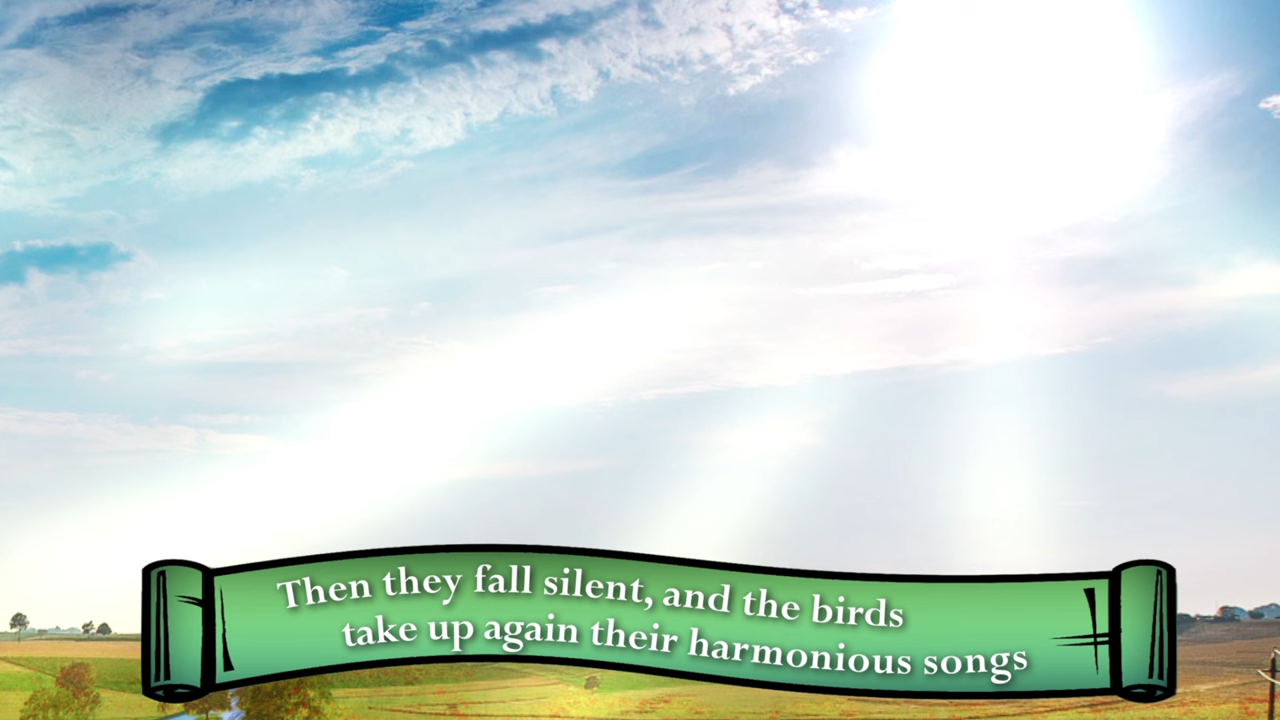 Then they fall silent, and the birds
take up again their harmonious songs